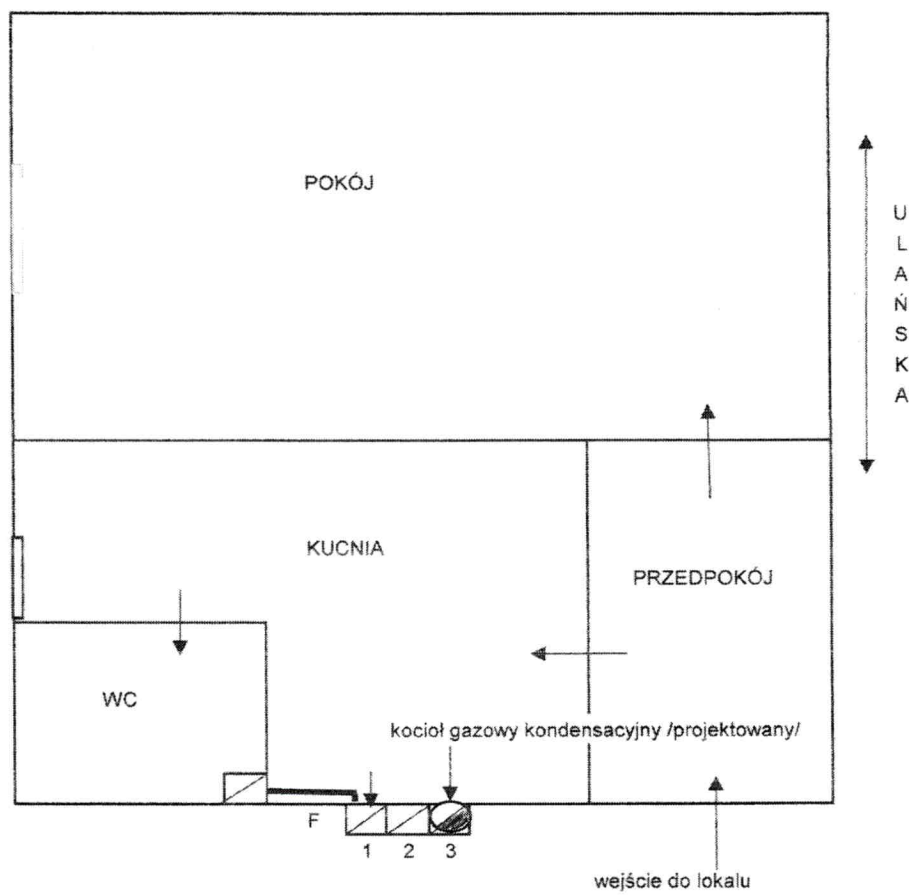 POKÓJ
U
L
A
Ń
S
K
A
KUCNIA
PRZEDPOKÓJ
WC
kocioł gazowy kondensacyjny /projektowany/
F
1 2 3
wejście do lokalu